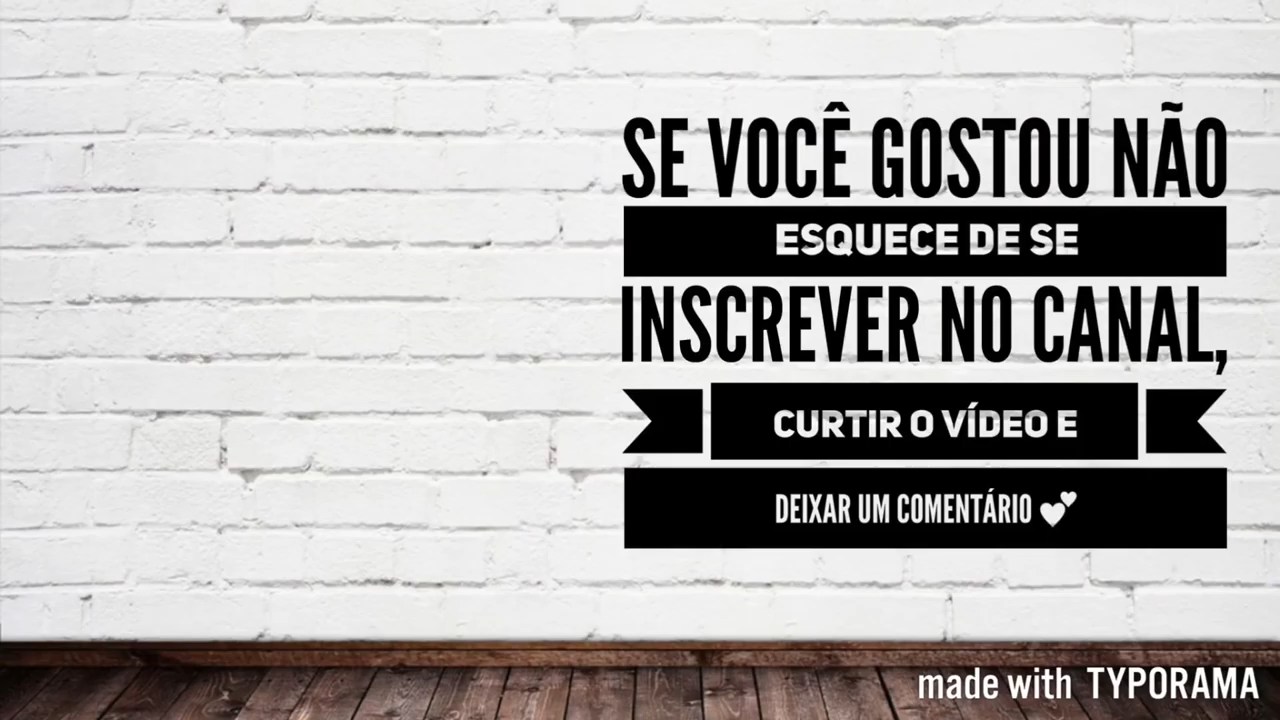 SE VOCÊ GOSTOU NÃO
ESQUECE DE SE
INSCREVER NO CANAL,
CURTIR O VÍDEO E
DEIXAR UM COMENTÁRIO 💕
made with TYPORAMA